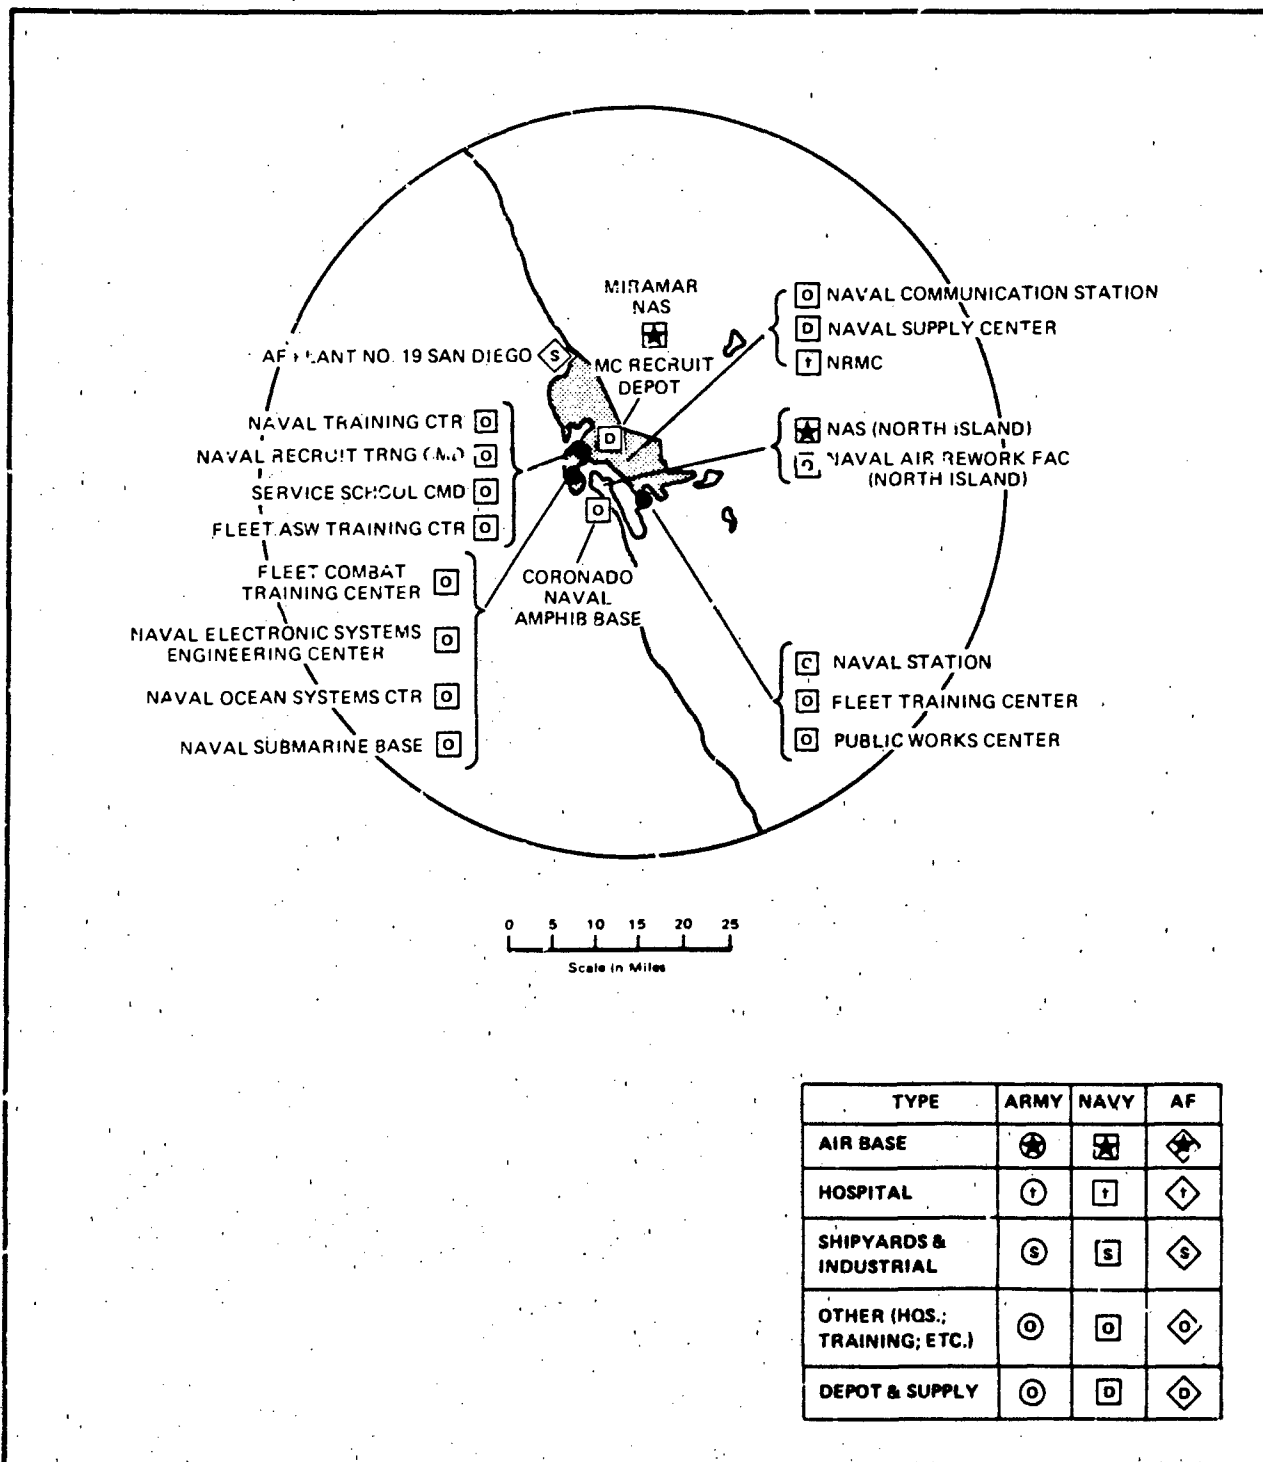 MIRAMAR
NAS
AF PLANT NO. 19 SAN DIEGO S
MC RECRUIT
DEPOT
D
O NAVAL COMMUNICATION STATION
D NAVAL SUPPLY CENTER
t NRMC
NAVAL TRAINING CTR O
NAVAL RECRUIT TRNG CMD O
SERVICE SCHOOL CMD O
FLEET ASW TRAINING CTR O
NAS (NORTH ISLAND)
O NAVAL AIR REWORK FAC
(NORTH ISLAND)
O
CORONADO
NAVAL
AMPHIB BASE
FLEET COMBAT
TRAINING CENTER O
NAVAL ELECTRONIC SYSTEMS
ENGINEERING CENTER O
NAVAL OCEAN SYSTEMS CTR O
NAVAL SUBMARINE BASE O
O NAVAL STATION
O FLEET TRAINING CENTER
O PUBLIC WORKS CENTER
0 5 10 15 20 25
Scale in Miles
TYPE ARMY NAVY AF
AIR BASE
HOSPITAL t t t
SHIPYARDS &
INDUSTRIAL S S S
OTHER (HOS.;
TRAINING; ETC.) O O O
DEPOT & SUPPLY D D D